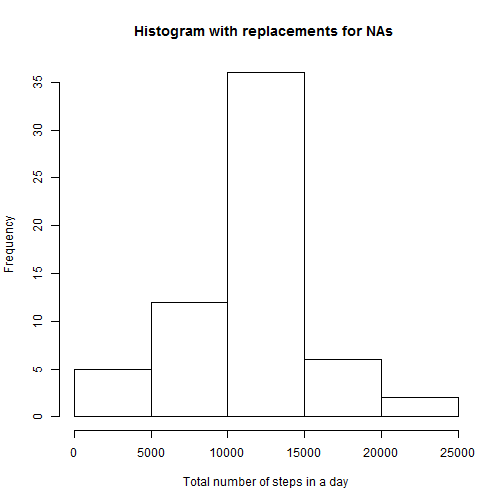 Histogram with replacements for NAs
Frequency
35
30
25
20
15
10
5
0
0 5000 10000 15000 20000 25000
Total number of steps in a day